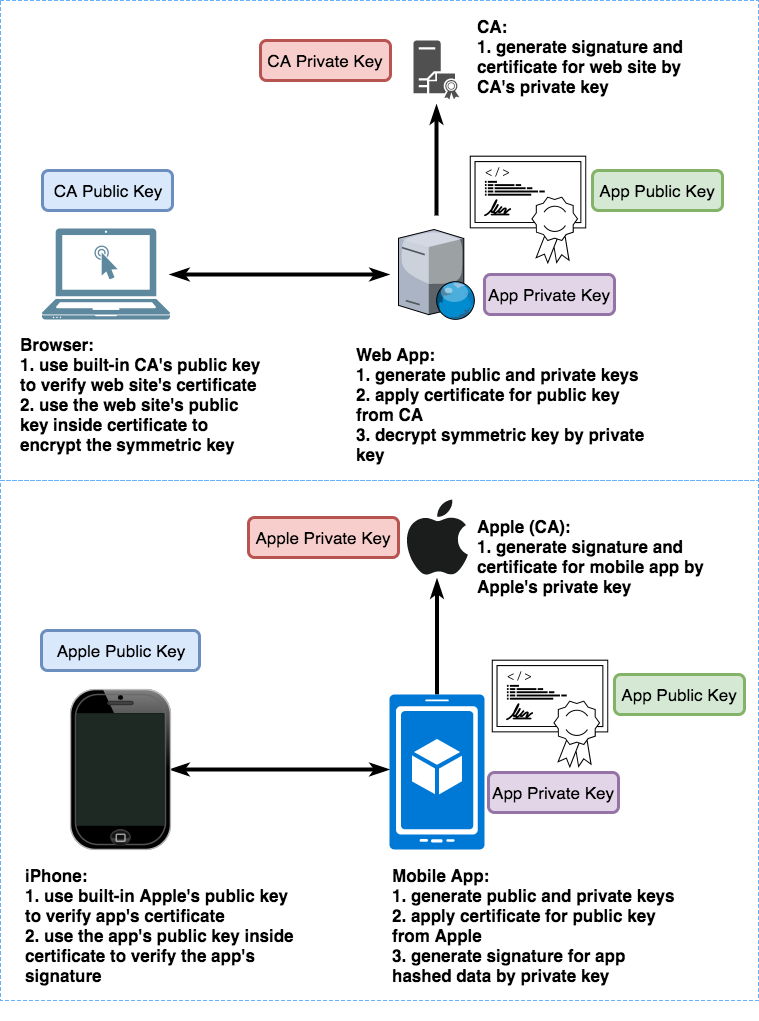 CA:
1. generate signature and
certificate for web site by
CA's private key
CA Private Key
CA Public Key
</>
App Public Key
App Private Key
Browser:
1. use built-in CA's public key
to verify web site's certificate
2. use the web site's public
key inside certificate to
encrypt the symmetric key
Web App:
1. generate public and private keys
2. apply certificate for public key
from CA
3. decrypt symmetric key by private
key
Apple Private Key
Apple (CA):
1. generate signature and
certificate for mobile app by
Apple's private key
Apple Public Key
</>
App Public Key
App Private Key
iPhone:
1. use built-in Apple's public key
to verify app's certificate
2. use the app's public key inside
certificate to verify the app's
signature
Mobile App:
1. generate public and private keys
2. apply certificate for public key
from Apple
3. generate signature for app
hashed data by private key